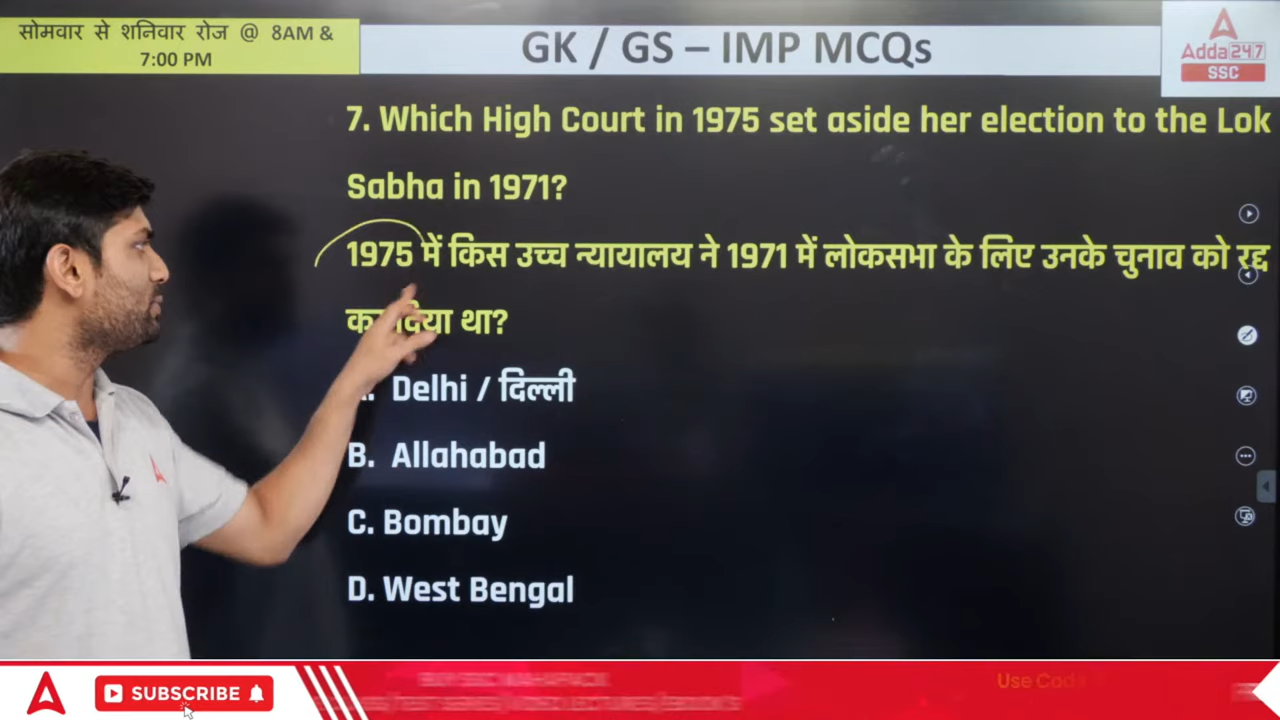 सोमवार से शनिवार रोज @ 8AM &
7:00 PM
GK / GS – IMP MCQs
Adda 247
SSC
7. Which High Court in 1975 set aside her election to the Lok
Sabha in 1971?
1975 में किस उच्च न्यायालय ने 1971 में लोकसभा के लिए उनके चुनाव को रद्द
था?
Delhi / दिल्ली
B. Allahabad
C. Bombay
D. West Bengal
SUBSCRIBE
Use Code